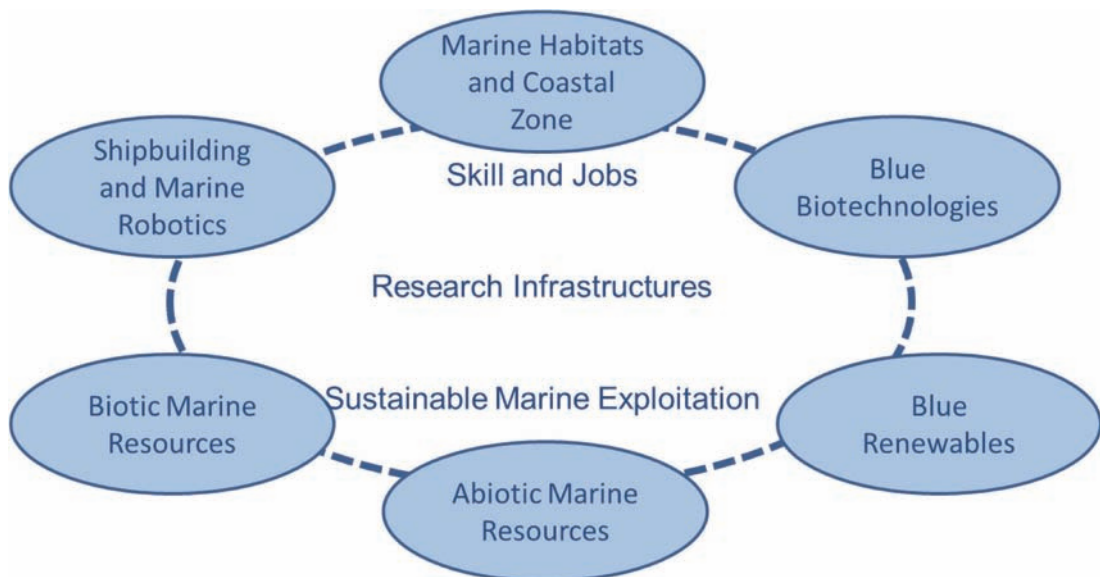 Marine Habitats
and Coastal
Zone
Shipbuilding
and Marine
Robotics
Skill and Jobs
Blue
Biotechnologies
Research Infrastructures
Biotic Marine
Resources
Sustainable Marine Exploitation
Blue
Renewables
Abiotic Marine
Resources